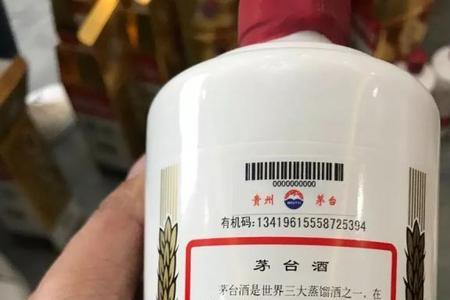 0000000000
贵州 茅台
有机码:13419615558725394
茅台酒
茅台酒是世界三大蒸馏酒之一,在